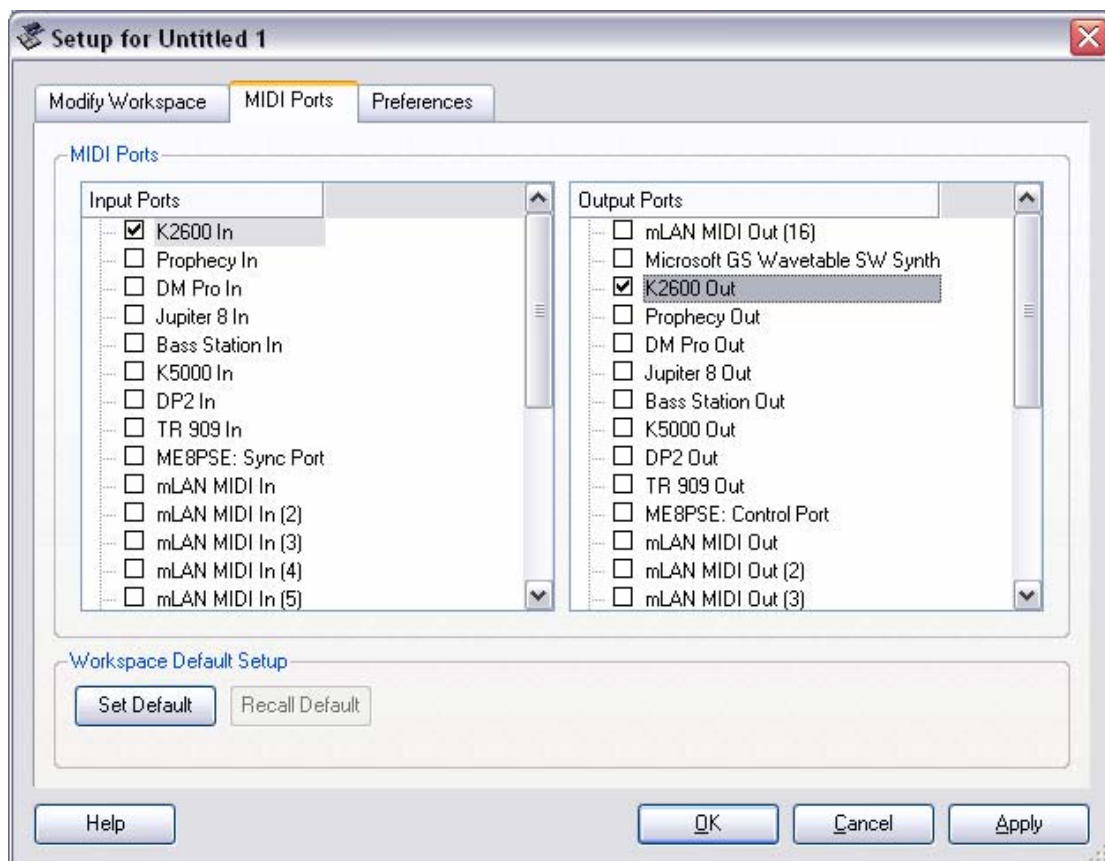 Setup for Untitled 1
Modify Workspace
MIDI Ports
Preferences
MIDI Ports
Input Ports
K2600 In
Prophecy In
DM Pro In
Jupiter 8 In
Bass Station In
K5000 In
DP2 In
TR 909 In
ME8PSE: Sync Port
mLAN MIDI In
mLAN MIDI In (2)
mLAN MIDI In (3)
mLAN MIDI In (4)
mLAN MIDI In (5)
Output Ports
mLAN MIDI Out (16)
Microsoft GS Wavetable SW Synth
K2600 Out
Prophecy Out
DM Pro Out
Jupiter 8 Out
Bass Station Out
K5000 Out
DP2 Out
TR 909 Out
ME8PSE: Control Port
mLAN MIDI Out
mLAN MIDI Out (2)
mLAN MIDI Out (3)
Workspace Default Setup
Set Default
Recall Default
Help
OK
Cancel
Apply